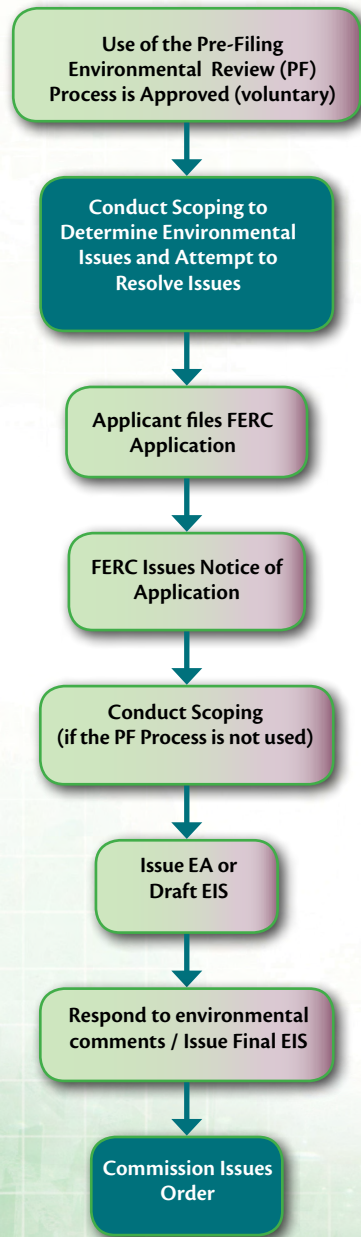 Use of the Pre-Filing
Environmental Review (PF)
Process is Approved (voluntary)
Conduct Scoping to
Determine Environmental
Issues and Attempt to
Resolve Issues
Applicant files FERC
Application
FERC Issues Notice of
Application
Conduct Scoping
(if the PF Process is not used)
Issue EA or
Draft EIS
Respond to environmental
comments / Issue Final EIS
Commission Issues
Order